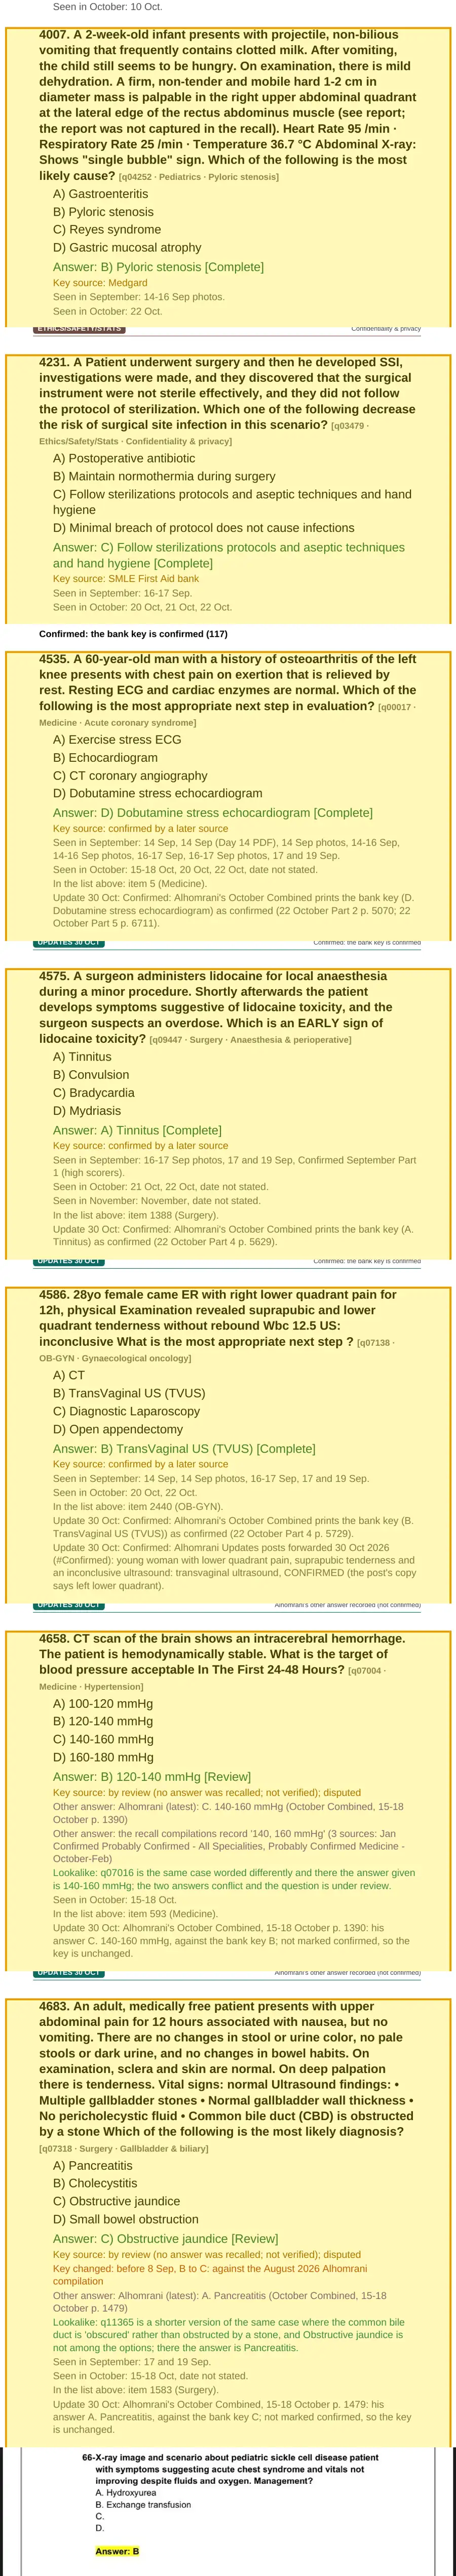 Seen in October: 10 Oct.
4007. A 2-week-old infant presents with projectile, non-bilious
vomiting that frequently contains clotted milk. After vomiting,
the child still seems to be hungry. On examination, there is mild
dehydration. A firm, non-tender and mobile hard 1-2 cm in
diameter mass is palpable in the right upper abdominal quadrant
at the lateral edge of the rectus abdominus muscle (see report;
the report was not captured in the recall). Heart Rate 95 /min ·
Respiratory Rate 25 /min · Temperature 36.7 °C Abdominal X-ray:
Shows "single bubble" sign. Which of the following is the most
likely cause? [q04252 · Pediatrics · Pyloric stenosis]
A) Gastroenteritis
B) Pyloric stenosis
C) Reyes syndrome
D) Gastric mucosal atrophy
Answer: B) Pyloric stenosis [Complete]
Key source: Medgard
Seen in September: 14-16 Sep photos.
Seen in October: 22 Oct.
ETHICS/SAFETY/STATS Confidentiality & privacy
4231. A Patient underwent surgery and then he developed SSI,
investigations were made, and they discovered that the surgical
instrument were not sterile effectively, and they did not follow
the protocol of sterilization. Which one of the following decrease
the risk of surgical site infection in this scenario? [q03479 ·
Ethics/Safety/Stats · Confidentiality & privacy]
A) Postoperative antibiotic
B) Maintain normothermia during surgery
C) Follow sterilizations protocols and aseptic techniques and hand
hygiene
D) Minimal breach of protocol does not cause infections
Answer: C) Follow sterilizations protocols and aseptic techniques
and hand hygiene [Complete]
Key source: SMLE First Aid bank
Seen in September: 16-17 Sep.
Seen in October: 20 Oct, 21 Oct, 22 Oct.
Confirmed: the bank key is confirmed (117)
4535. A 60-year-old man with a history of osteoarthritis of the left
knee presents with chest pain on exertion that is relieved by
rest. Resting ECG and cardiac enzymes are normal. Which of the
following is the most appropriate next step in evaluation? [q00017 ·
Medicine · Acute coronary syndrome]
A) Exercise stress ECG
B) Echocardiogram
C) CT coronary angiography
D) Dobutamine stress echocardiogram
Answer: D) Dobutamine stress echocardiogram [Complete]
Key source: confirmed by a later source
Seen in September: 14 Sep, 14 Sep (Day 14 PDF), 14 Sep photos, 14-16 Sep,
14-16 Sep photos, 16-17 Sep, 16-17 Sep photos, 17 and 19 Sep.
Seen in October: 15-18 Oct, 20 Oct, 22 Oct, date not stated.
In the list above: item 5 (Medicine).
Update 30 Oct: Confirmed: Alhomrani's October Combined prints the bank key (D.
Dobutamine stress echocardiogram) as confirmed (22 October Part 2 p. 5070; 22
October Part 5 p. 6711).
UPDATES 30 OCT Confirmed: the bank key is confirmed
4575. A surgeon administers lidocaine for local anaesthesia
during a minor procedure. Shortly afterwards the patient
develops symptoms suggestive of lidocaine toxicity, and the
surgeon suspects an overdose. Which is an EARLY sign of
lidocaine toxicity? [q09447 · Surgery · Anaesthesia & perioperative]
A) Tinnitus
B) Convulsion
C) Bradycardia
D) Mydriasis
Answer: A) Tinnitus [Complete]
Key source: confirmed by a later source
Seen in September: 16-17 Sep photos, 17 and 19 Sep, Confirmed September Part
1 (high scorers).
Seen in October: 21 Oct, 22 Oct, date not stated.
Seen in November: November, date not stated.
In the list above: item 1388 (Surgery).
Update 30 Oct: Confirmed: Alhomrani's October Combined prints the bank key (A.
Tinnitus) as confirmed (22 October Part 4 p. 5629).
UPDATES 30 OCT Confirmed: the bank key is confirmed
4586. 28yo female came ER with right lower quadrant pain for
12h, physical Examination revealed suprapubic and lower
quadrant tenderness without rebound Wbc 12.5 US:
inconclusive What is the most appropriate next step ? [q07138 ·
OB-GYN · Gynaecological oncology]
A) CT
B) TransVaginal US (TVUS)
C) Diagnostic Laparoscopy
D) Open appendectomy
Answer: B) TransVaginal US (TVUS) [Complete]
Key source: confirmed by a later source
Seen in September: 14 Sep, 14 Sep photos, 16-17 Sep, 17 and 19 Sep.
Seen in October: 20 Oct, 22 Oct.
In the list above: item 2440 (OB-GYN).
Update 30 Oct: Confirmed: Alhomrani's October Combined prints the bank key (B.
TransVaginal US (TVUS)) as confirmed (22 October Part 4 p. 5729).
Update 30 Oct: Confirmed: Alhomrani Updates posts forwarded 30 Oct 2026
(#Confirmed): young woman with lower quadrant pain, suprapubic tenderness and
an inconclusive ultrasound: transvaginal ultrasound, CONFIRMED (the post's copy
says left lower quadrant).
UPDATES 30 OCT Alhomrani's other answer recorded (not confirmed)
4658. CT scan of the brain shows an intracerebral hemorrhage.
The patient is hemodynamically stable. What is the target of
blood pressure acceptable In The First 24-48 Hours? [q07004 ·
Medicine · Hypertension]
A) 100-120 mmHg
B) 120-140 mmHg
C) 140-160 mmHg
D) 160-180 mmHg
Answer: B) 120-140 mmHg [Review]
Key source: by review (no answer was recalled; not verified); disputed
Other answer: Alhomrani (latest): C. 140-160 mmHg (October Combined, 15-18
October p. 1390)
Other answer: the recall compilations record '140, 160 mmHg' (3 sources: Jan
Confirmed Probably Confirmed - All Specialities, Probably Confirmed Medicine -
October-Feb)
Lookalike: q07016 is the same case worded differently and there the answer given
is 140-160 mmHg; the two answers conflict and the question is under review.
Seen in October: 15-18 Oct.
In the list above: item 593 (Medicine).
Update 30 Oct: Alhomrani's October Combined, 15-18 October p. 1390: his
answer C. 140-160 mmHg, against the bank key B; not marked confirmed, so the
key is unchanged.
UPDATES 30 OCT Alhomrani's other answer recorded (not confirmed)
4683. An adult, medically free patient presents with upper
abdominal pain for 12 hours associated with nausea, but no
vomiting. There are no changes in stool or urine color, no pale
stools or dark urine, and no changes in bowel habits. On
examination, sclera and skin are normal. On deep palpation
there is tenderness. Vital signs: normal Ultrasound findings: •
Multiple gallbladder stones • Normal gallbladder wall thickness •
No pericholecystic fluid • Common bile duct (CBD) is obstructed
by a stone Which of the following is the most likely diagnosis?
[q07318 · Surgery · Gallbladder & biliary]
A) Pancreatitis
B) Cholecystitis
C) Obstructive jaundice
D) Small bowel obstruction
Answer: C) Obstructive jaundice [Review]
Key source: by review (no answer was recalled; not verified); disputed
Key changed: before 8 Sep, B to C: against the August 2026 Alhomrani
compilation
Other answer: Alhomrani (latest): A. Pancreatitis (October Combined, 15-18
October p. 1479)
Lookalike: q11365 is a shorter version of the same case where the common bile
duct is 'obscured' rather than obstructed by a stone, and Obstructive jaundice is
not among the options; there the answer is Pancreatitis.
Seen in September: 17 and 19 Sep.
Seen in October: 15-18 Oct, date not stated.
In the list above: item 1583 (Surgery).
Update 30 Oct: Alhomrani's October Combined, 15-18 October p. 1479: his
answer A. Pancreatitis, against the bank key C; not marked confirmed, so the key
is unchanged.
66-X-ray image and scenario about pediatric sickle cell disease patient
with symptoms suggesting acute chest syndrome and vitals not
improving despite fluids and oxygen. Management?
A. Hydroxyurea
B. Exchange transfusion
C.
D.
Answer: B